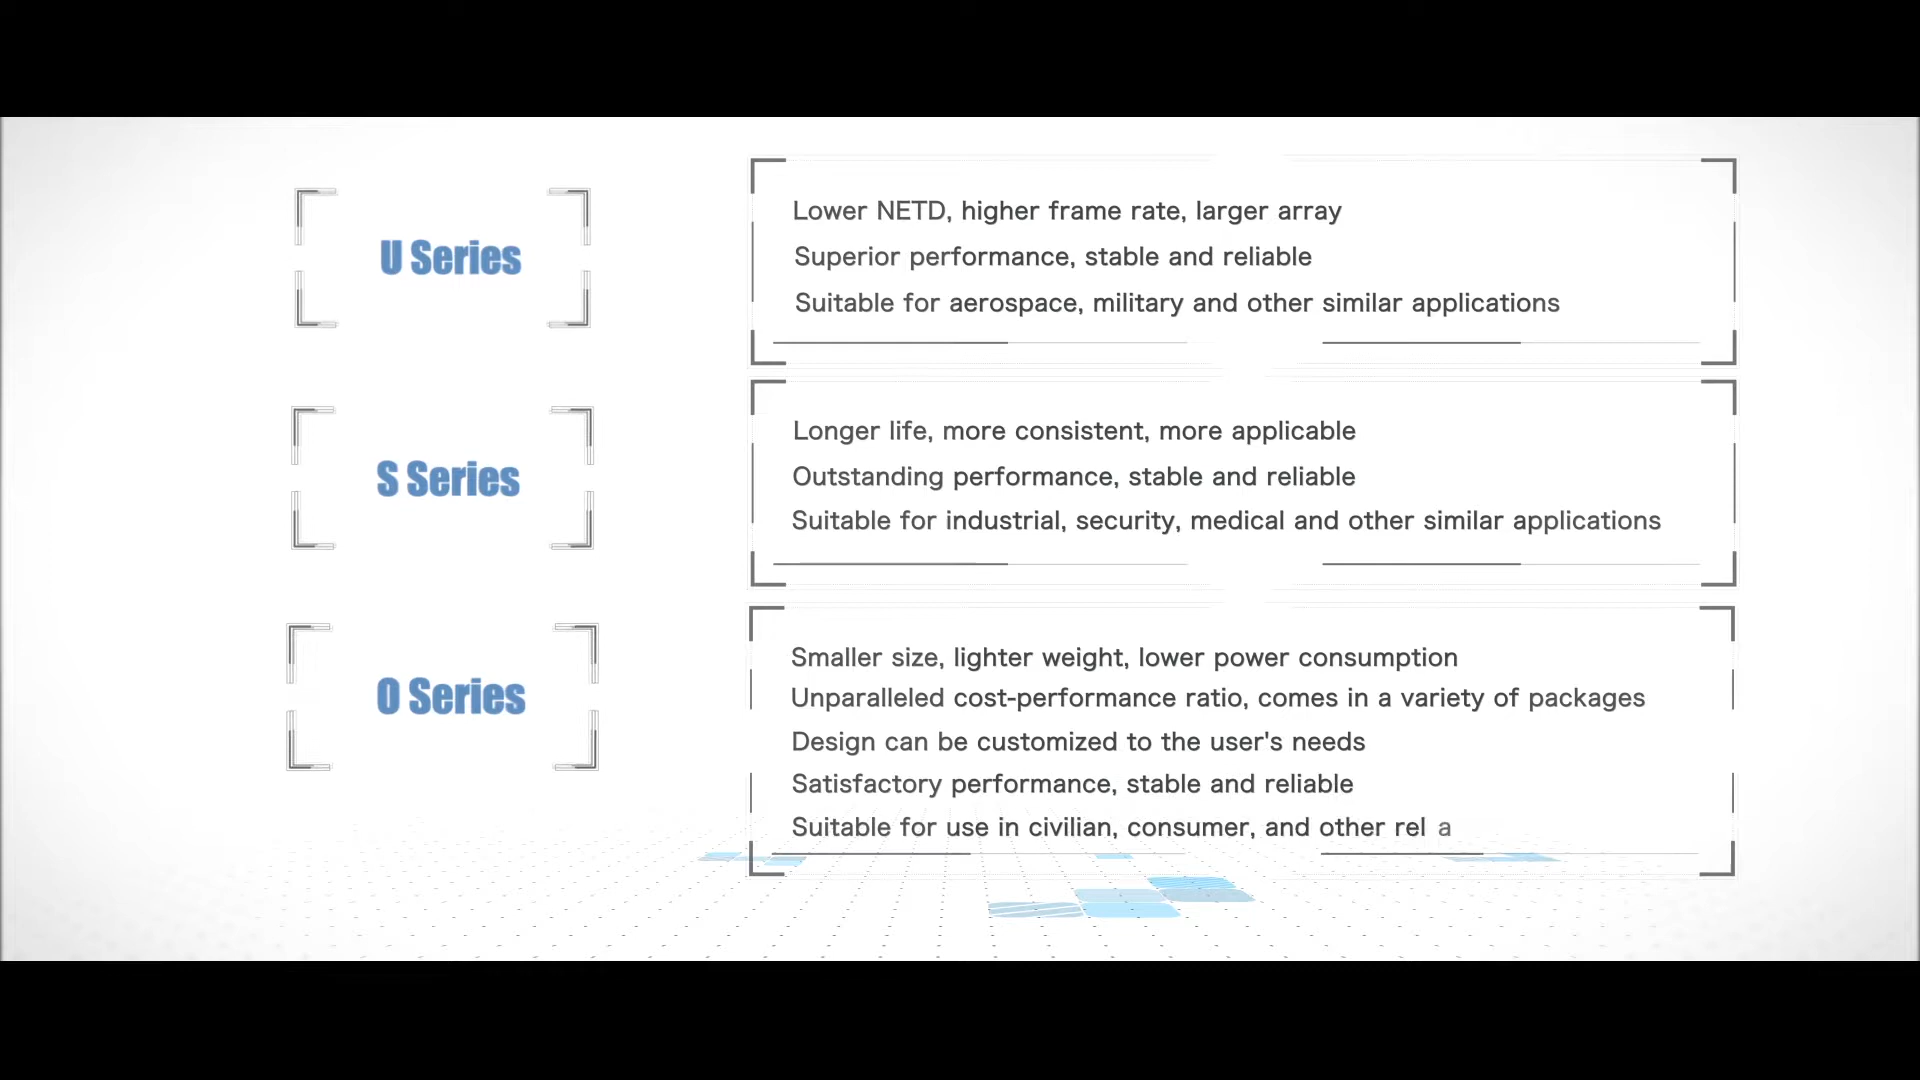 U Series
Lower NETD, higher frame rate, larger array
Superior performance, stable and reliable
Suitable for aerospace, military and other similar applications
S Series
Longer life, more consistent, more applicable
Outstanding performance, stable and reliable
Suitable for industrial, security, medical and other similar applications
O Series
Smaller size, lighter weight, lower power consumption
Unparalleled cost-performance ratio, comes in a variety of packages
Design can be customized to the user's needs
Satisfactory performance, stable and reliable
Suitable for use in civilian, consumer, and other rel a